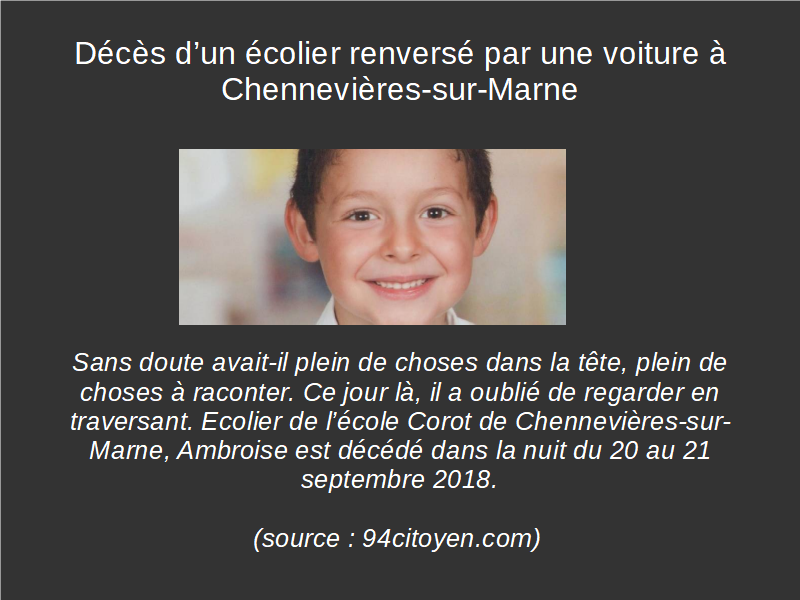 Décès d’un écolier renversé par une voiture à
Chennevières-sur-Marne
Sans doute avait-il plein de choses dans la tête, plein de
choses à raconter. Ce jour là, il a oublié de regarder en
traversant. Ecolier de l’école Corot de Chennevières-sur-
Marne, Ambroise est décédé dans la nuit du 20 au 21
septembre 2018.
(source : 94citoyen.com)